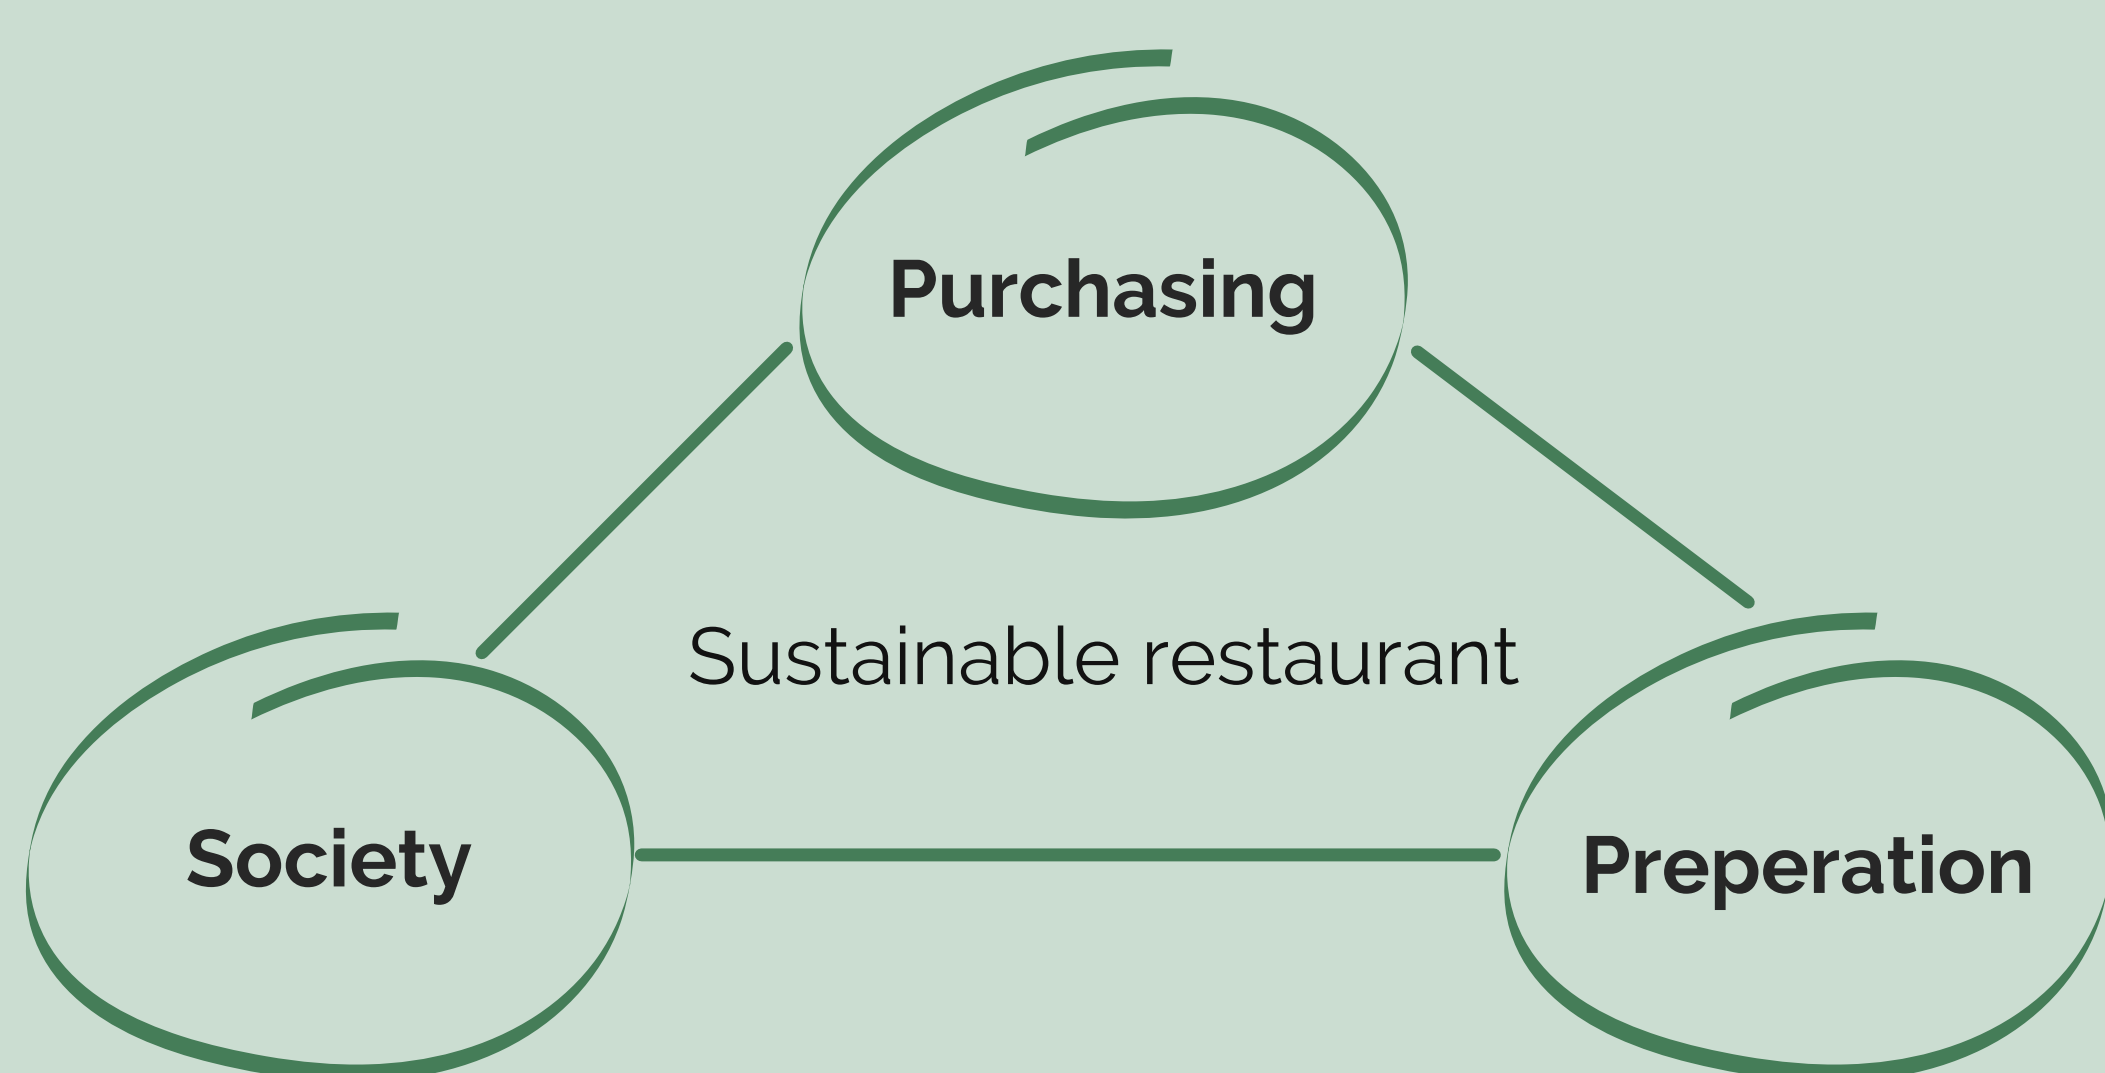 Purchasing
Sustainable restaurant
Society
Preperation